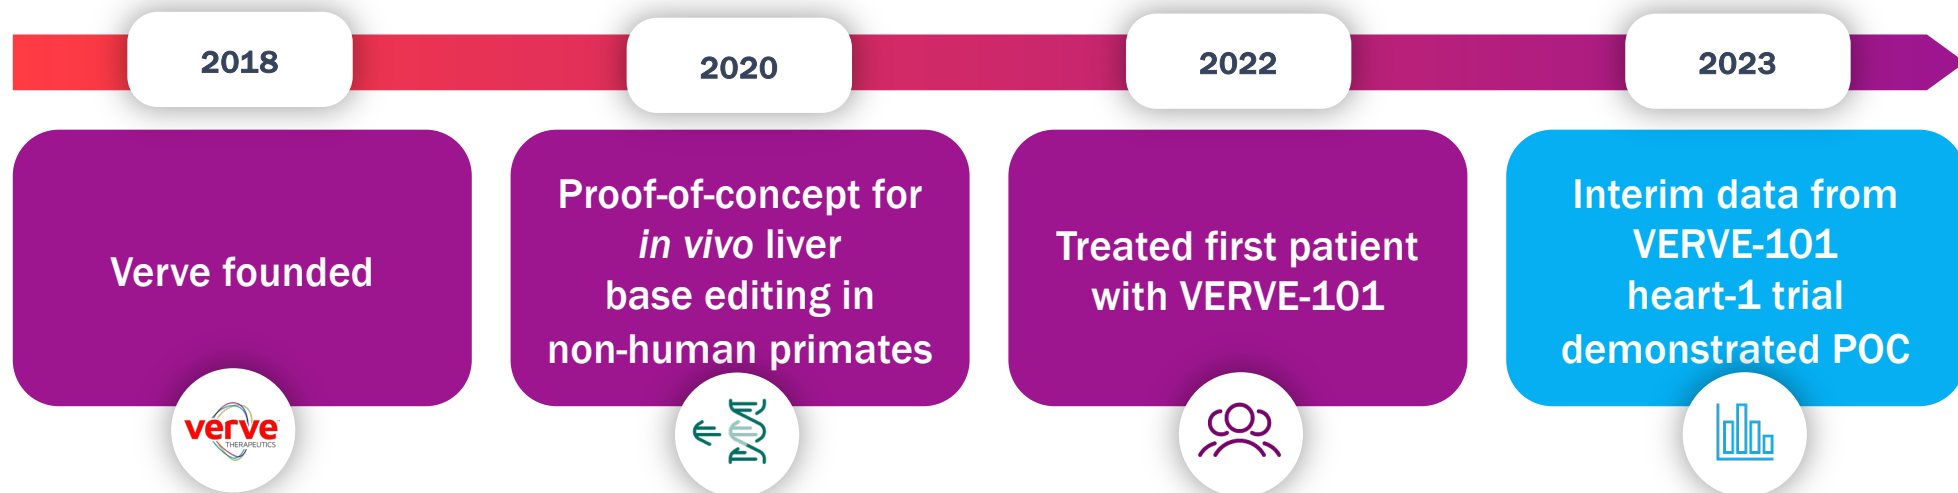 2018
2020
2022
2023
Verve founded
Proof-of-concept for
in vivo liver
base editing in
non-human primates
Treated first patient
with VERVE-101
Interim data from
VERVE-101
heart-1 trial
demonstrated POC
verve
THERAPEUTICS